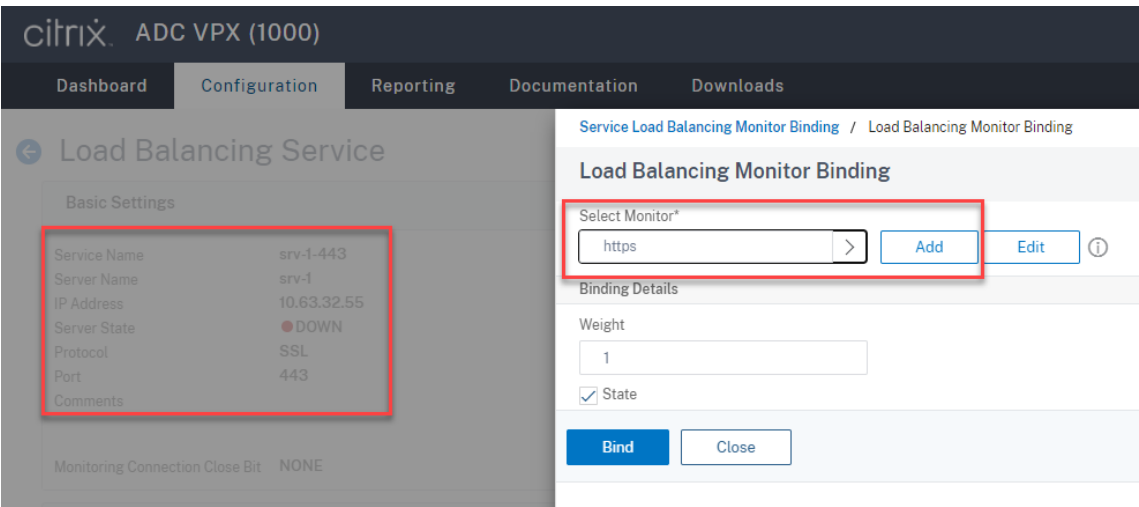 citrix. ADC VPX (1000)
Dashboard Configuration Reporting Documentation Downloads
Load Balancing Service
Basic Settings
Service Name srv-1-443
Server Name srv-1
IP Address 10.63.32.55
Server State DOWN
Protocol SSL
Port 443
Comments
Monitoring Connection Close Bit NONE
Service Load Balancing Monitor Binding / Load Balancing Monitor Binding
Load Balancing Monitor Binding
Select Monitor*
https > Add Edit
Binding Details
Weight
1
State
Bind Close